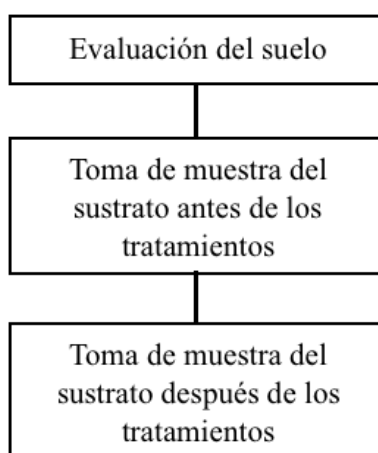 Evaluación del suelo
Toma de muestra del
sustrato antes de los
tratamientos
Toma de muestra del
sustrato después de los
tratamientos